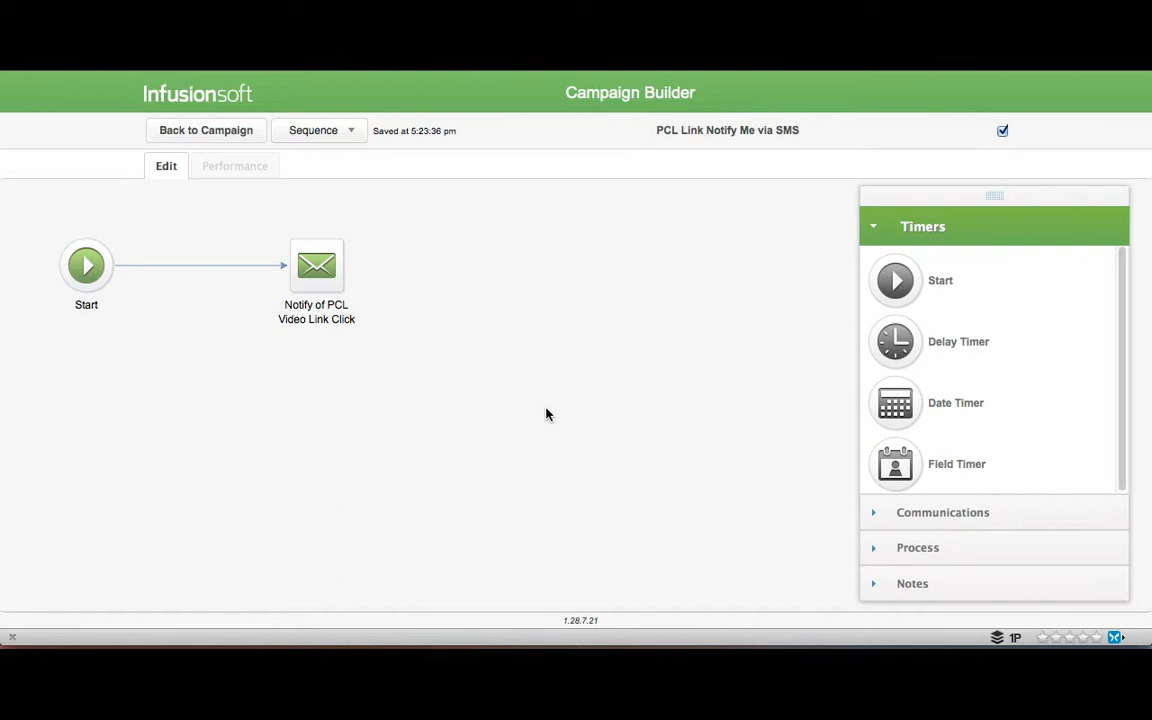 Infusionsoft
Campaign Builder
Back to Campaign
Sequence
Saved at 5:23:36 pm
PCL Link Notify Me via SMS
Edit
Performance
Start
Notify of PCL
Video Link Click
Timers
Start
Delay Timer
Date Timer
Field Timer
Communications
Process
Notes
1.28.7.21
1P